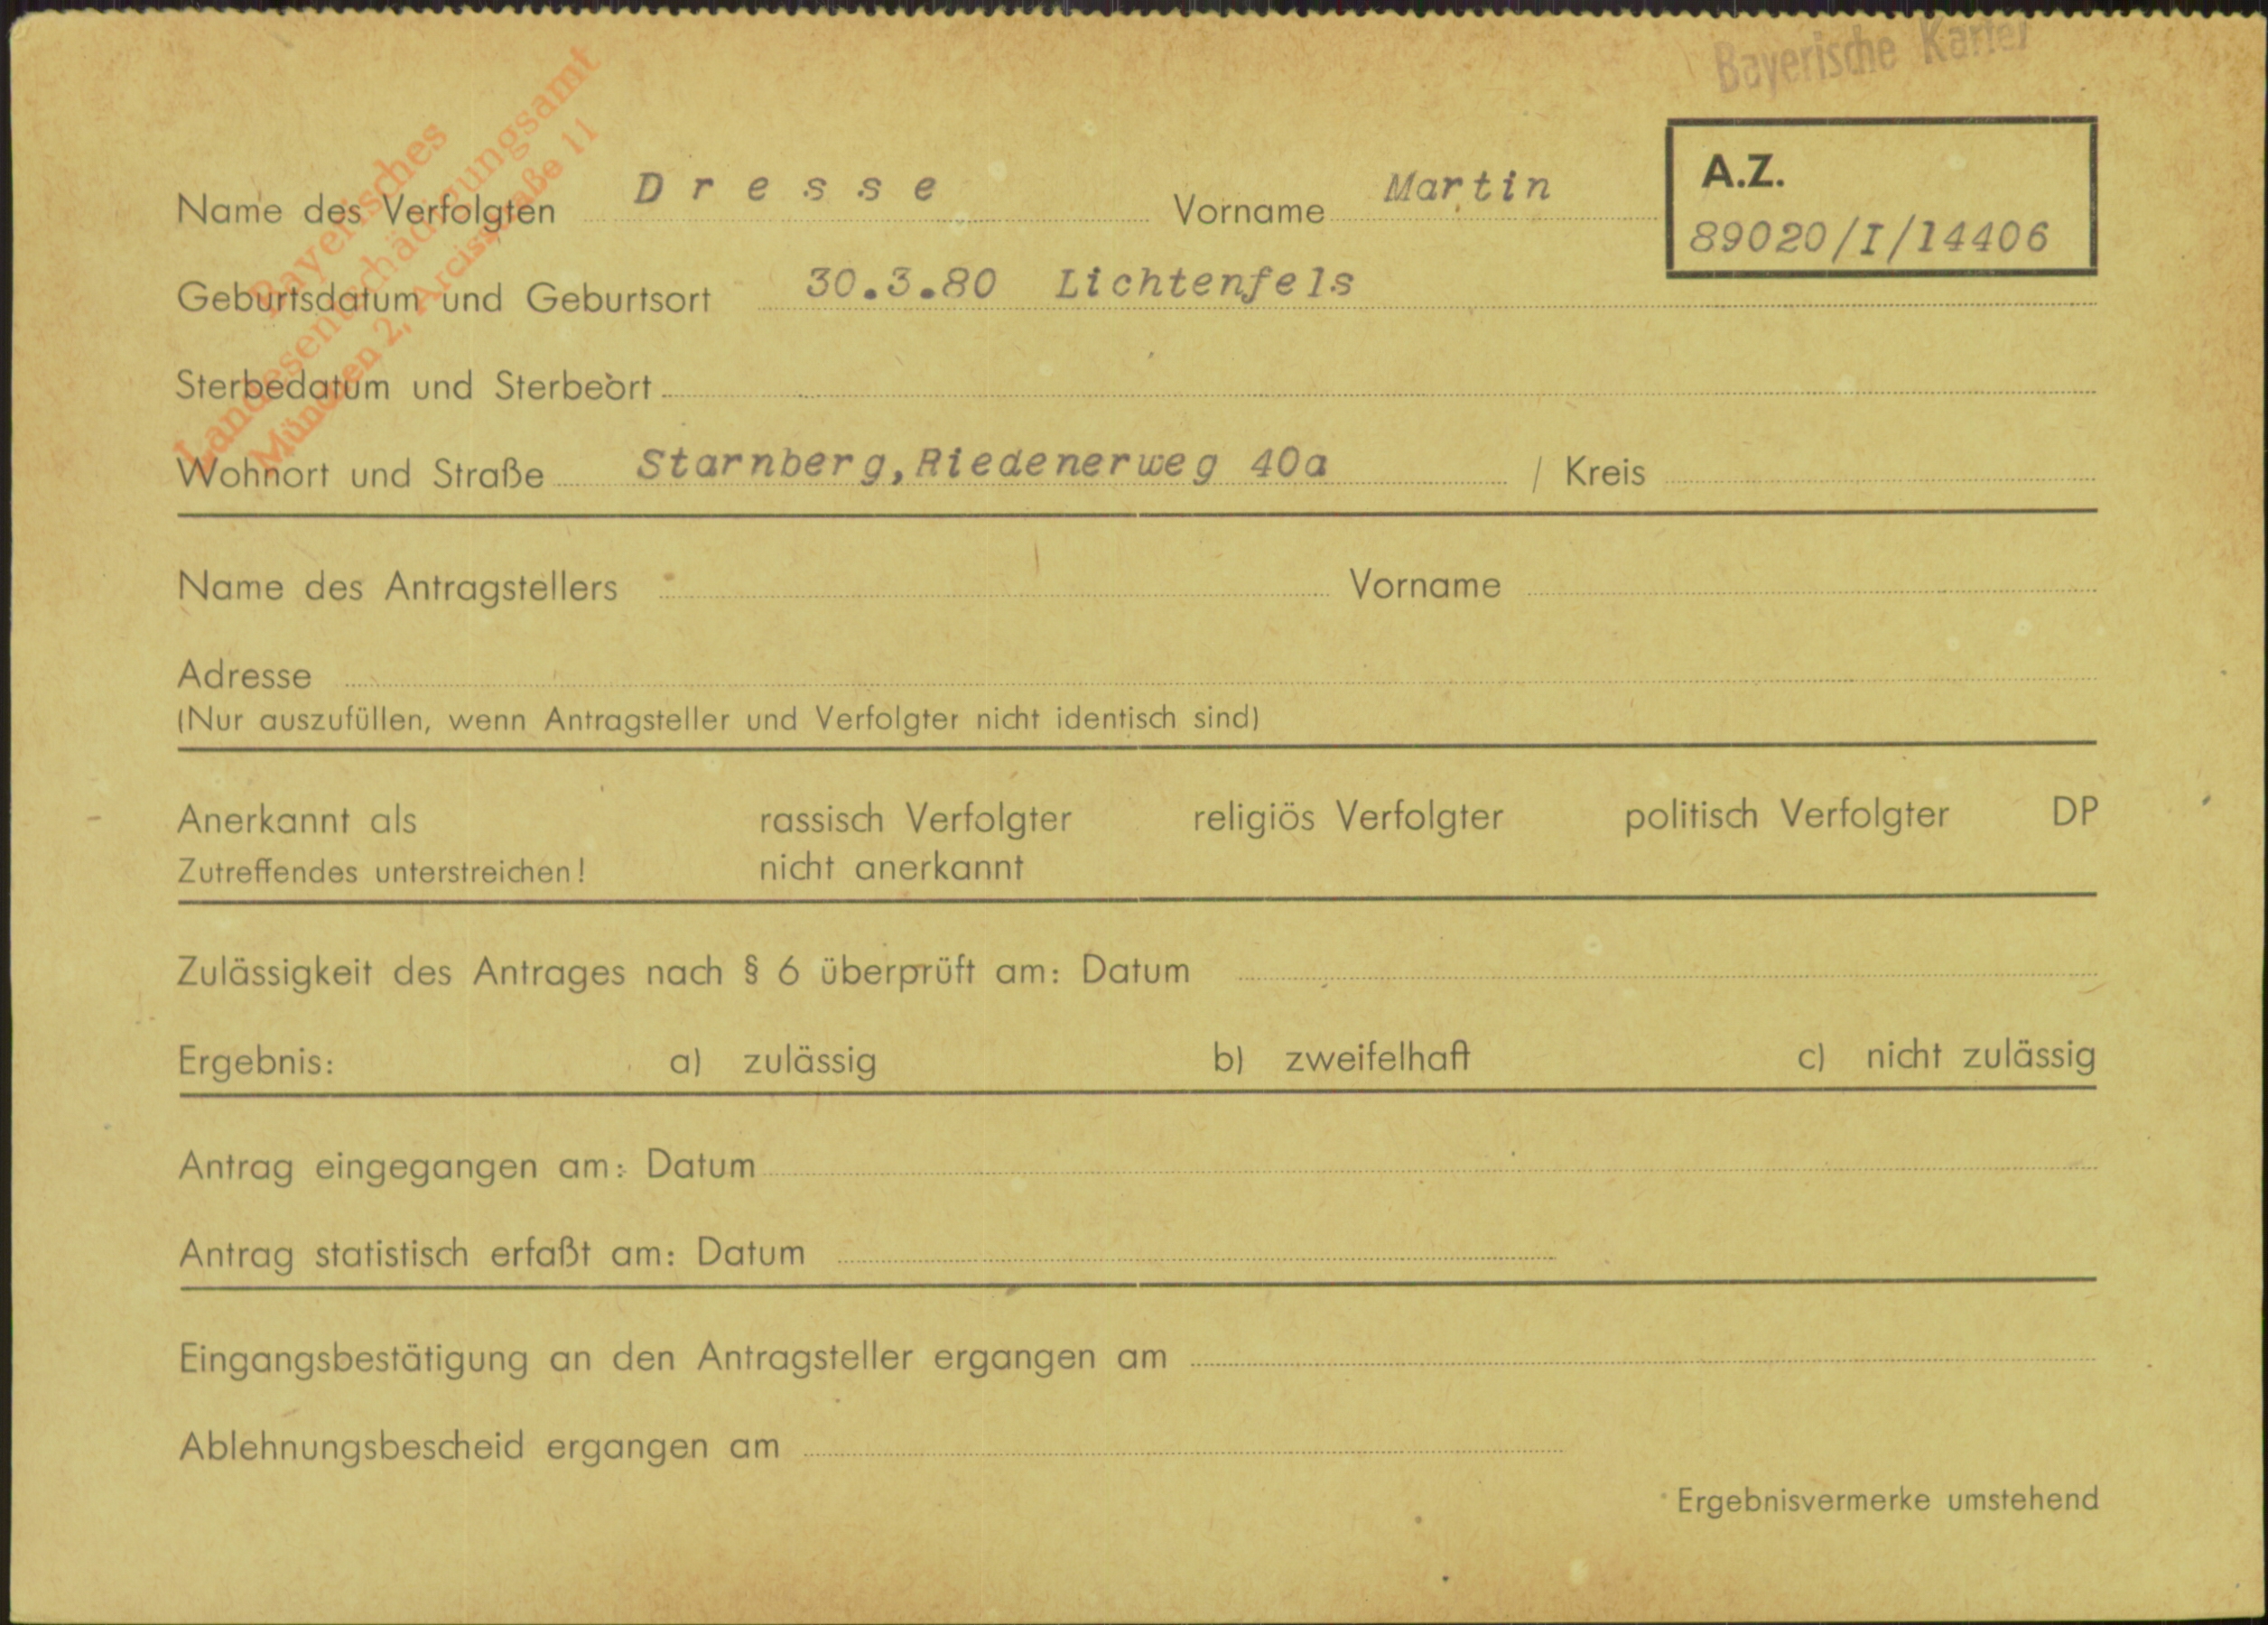 Bayerische Kartei
Bayerisches
Landesentschädigungsamt
München 2, Arcisstraße 11
A.Z.
89020/I/14406
Name des Verfolgten Dresse Vorname Martin
Geburtsdatum und Geburtsort 30.3.80 Lichtenfels
Sterbedatum und Sterbeort
Wohnort und Straße Starnberg, Riedenerweg 40a / Kreis
Name des Antragstellers Vorname
Adresse
(Nur auszufüllen, wenn Antragsteller und Verfolgter nicht identisch sind)
Anerkannt als rassisch Verfolgter religiös Verfolgter politisch Verfolgter DP
Zutreffendes unterstreichen! nicht anerkannt
Zulässigkeit des Antrages nach § 6 überprüft am: Datum
Ergebnis: a) zulässig b) zweifelhaft c) nicht zulässig
Antrag eingegangen am: Datum
Antrag statistisch erfaßt am: Datum
Eingangsbestätigung an den Antragsteller ergangen am
Ablehnungsbescheid ergangen am
Ergebnisvermerke umstehend